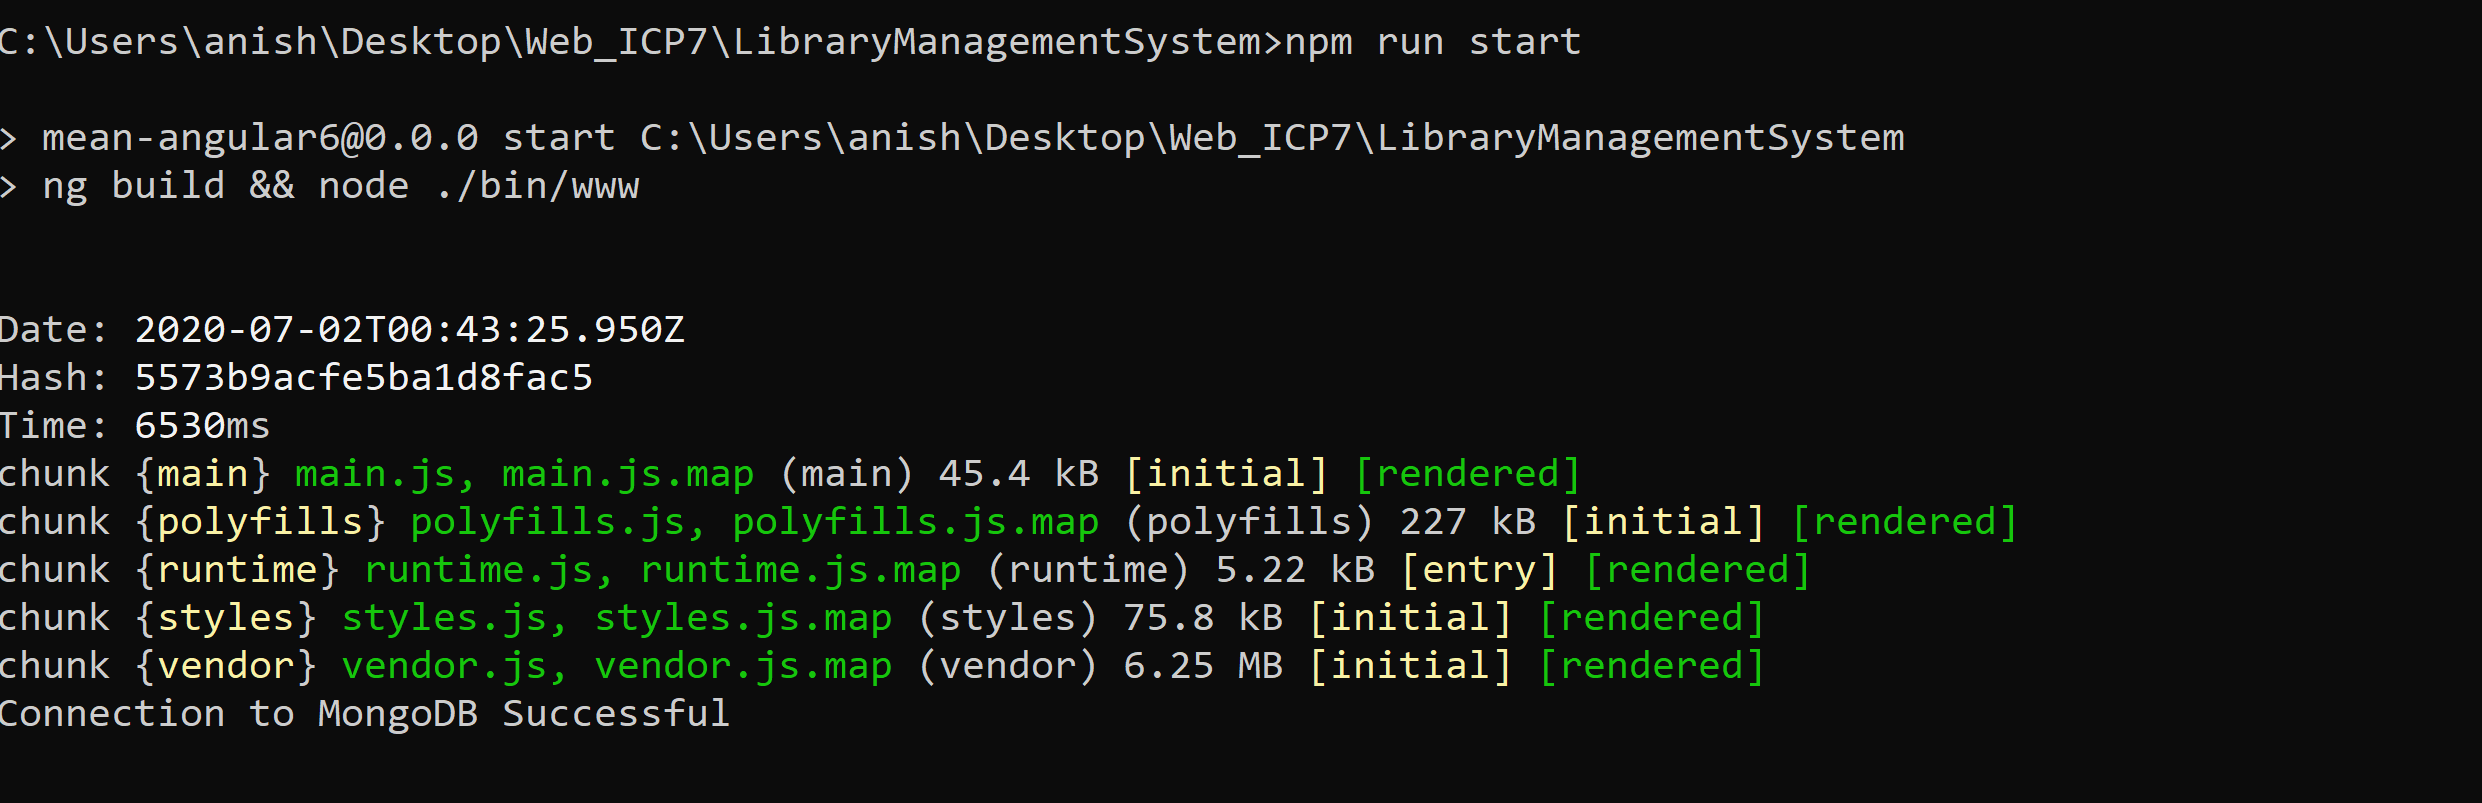 C:\Users\anish\Desktop\Web_ICP7\LibraryManagementSystem>npm run start
> mean-angular6@0.0.0 start C:\Users\anish\Desktop\Web_ICP7\LibraryManagementSystem
> ng build && node ./bin/www
Date: 2020-07-02T00:43:25.950Z
Hash: 5573b9acfe5ba1d8fac5
Time: 6530ms
chunk {main} main.js, main.js.map (main) 45.4 kB [initial] [rendered]
chunk {polyfills} polyfills.js, polyfills.js.map (polyfills) 227 kB [initial] [rendered]
chunk {runtime} runtime.js, runtime.js.map (runtime) 5.22 kB [entry] [rendered]
chunk {styles} styles.js, styles.js.map (styles) 75.8 kB [initial] [rendered]
chunk {vendor} vendor.js, vendor.js.map (vendor) 6.25 MB [initial] [rendered]
Connection to MongoDB Successful